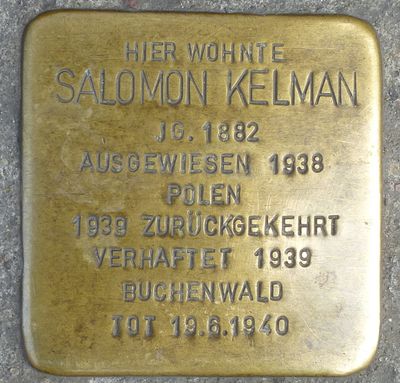 HIER WOHNTE
SALOMON KELMAN
JG. 1882
AUSGEWIESEN 1938
POLEN
1939 ZURÜCKGEKEHRT
VERHAFTET 1939
BUCHENWALD
TOT 19.6.1940